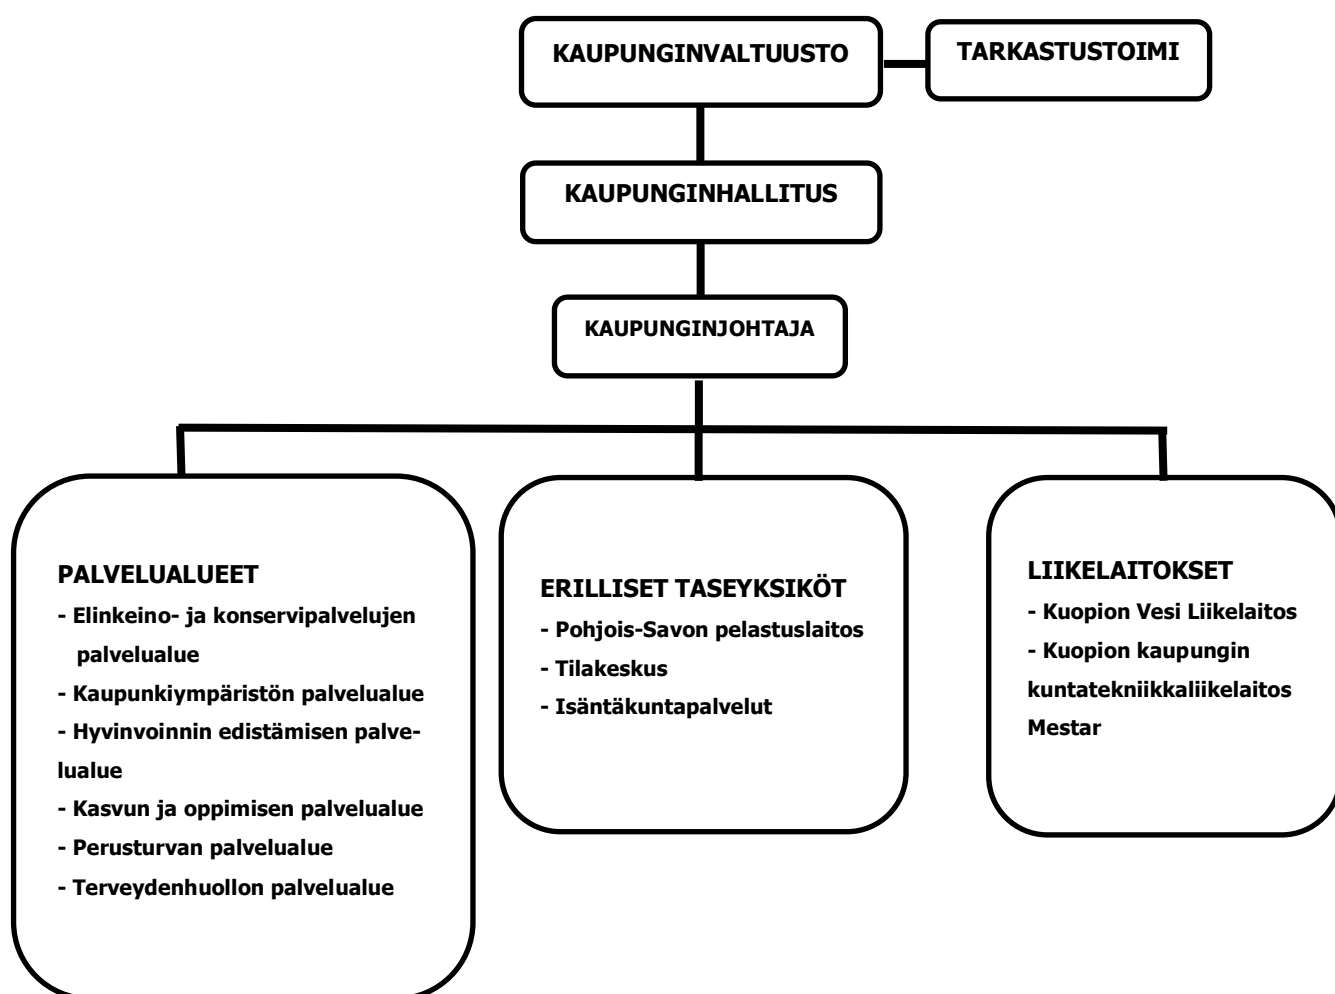 KAUPUNGINVALTUUSTO
TARKASTUSTOIMI
KAUPUNGINHALLITUS
KAUPUNGINJOHTAJA
PALVELUALUEET
- Elinkeino- ja konservipalvelujen
palvelualue
- Kaupunkiympäristön palvelualue
- Hyvinvoinnin edistämisen palve-
lualue
- Kasvun ja oppimisen palvelualue
- Perusturvan palvelualue
- Terveydenhuollon palvelualue
ERILLISET TASEYKSIKÖT
- Pohjois-Savon pelastuslaitos
- Tilakeskus
- Isäntäkuntapalvelut
LIIKELAITOKSET
- Kuopion Vesi Liikelaitos
- Kuopion kaupungin
kuntatekniikkaliikelaitos
Mestar